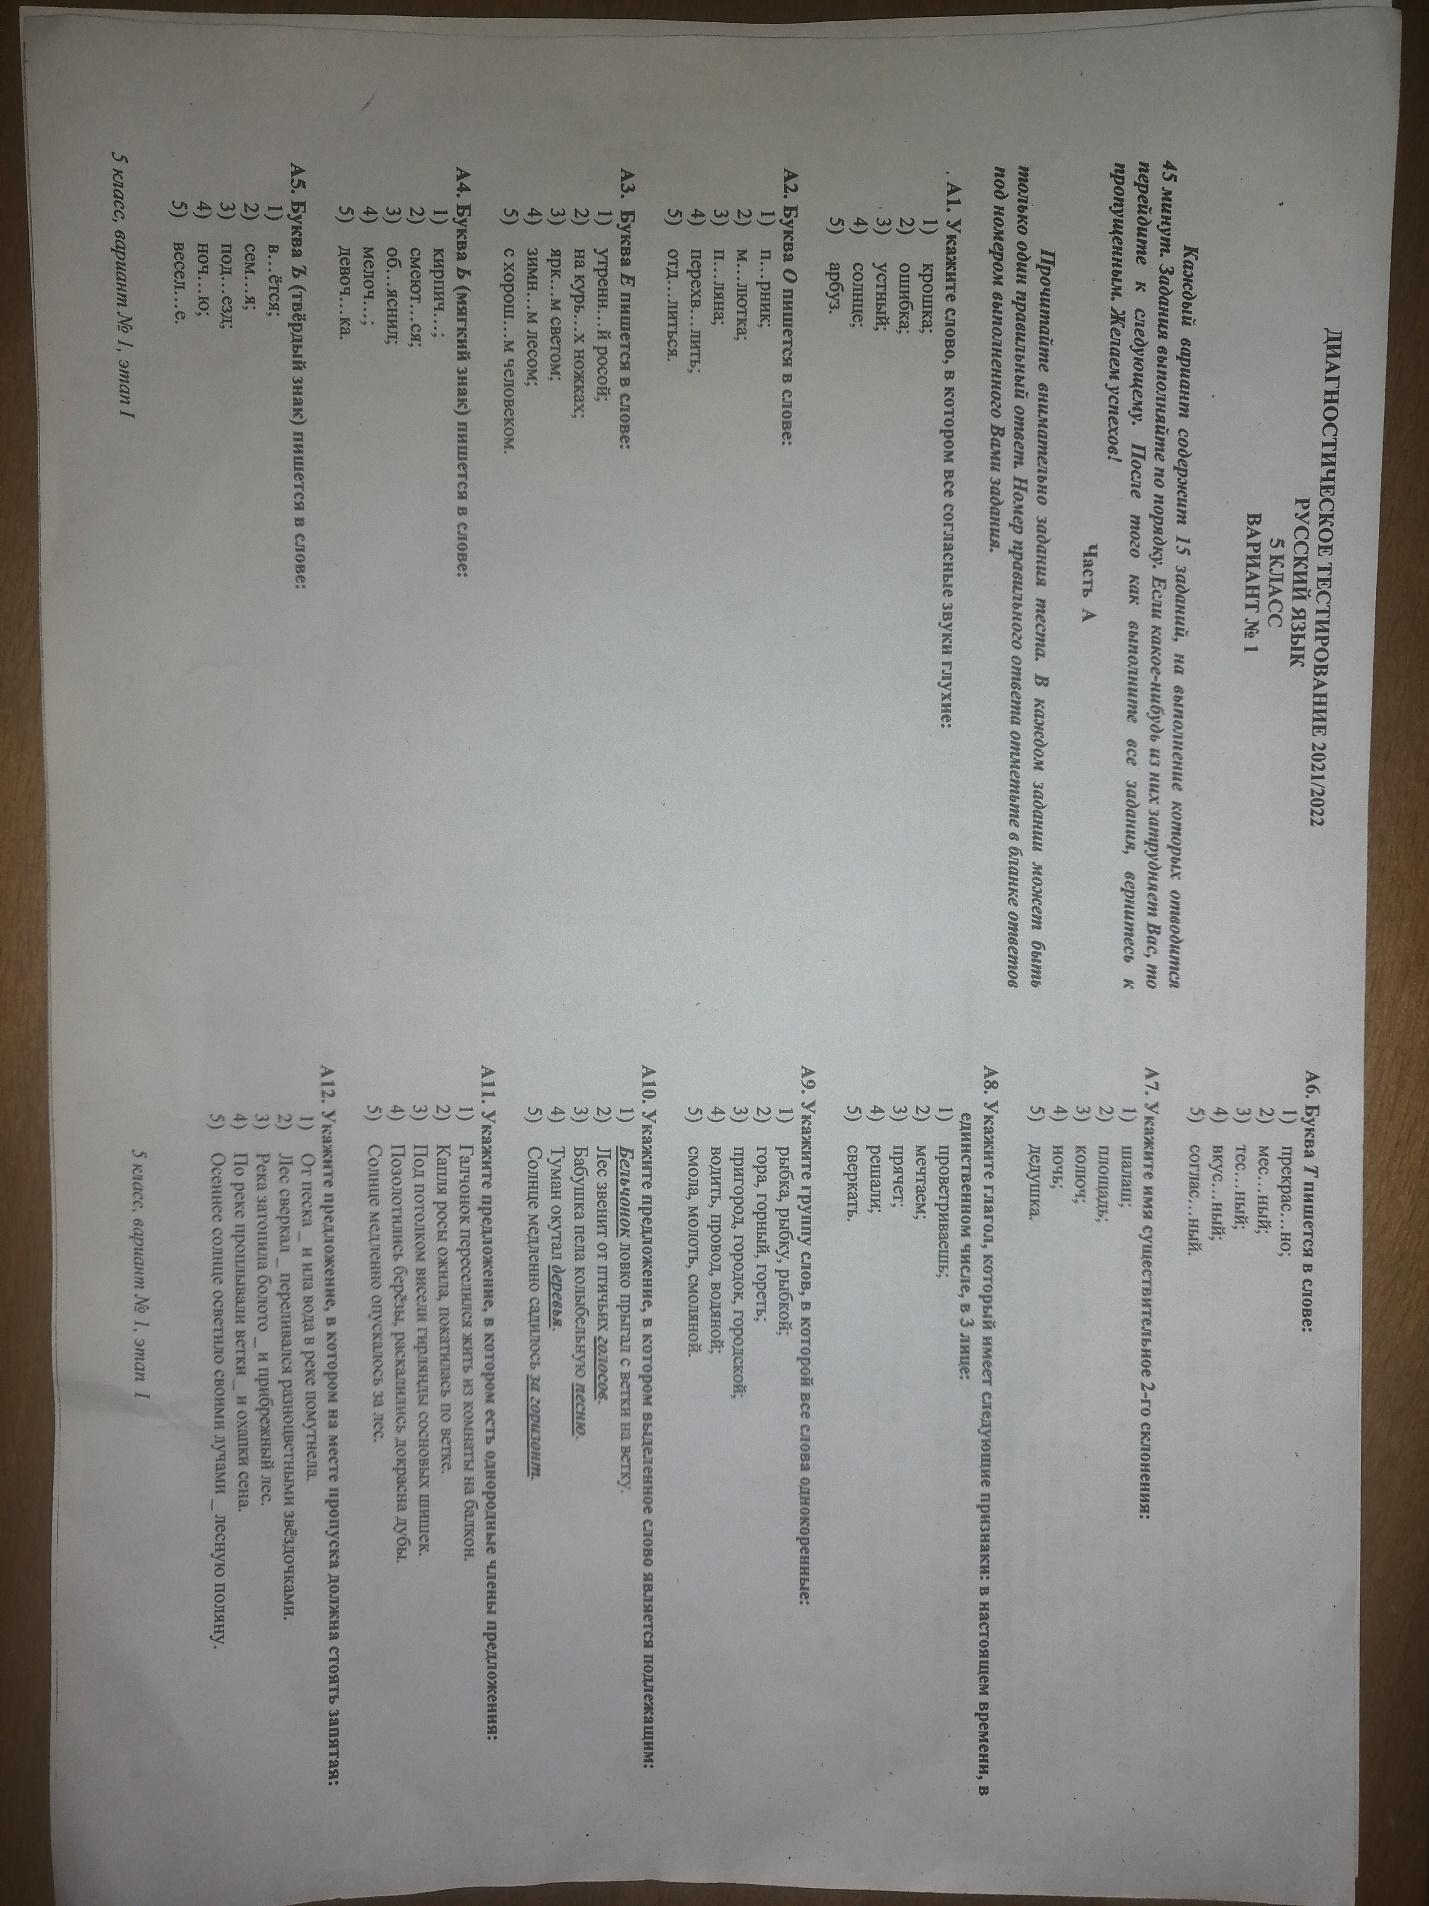 ДИАГНОСТИЧЕСКОЕ ТЕСТИРОВАНИЕ 2021/2022
РУССКИЙ ЯЗЫК
5 КЛАСС
ВАРИАНТ № 1
Каждый вариант содержит 15 заданий, на выполнение которых отводится
45 минут. Задания выполняйте по порядку. Если какое-нибудь из них затрудняет Вас, то
перейдите к следующему. После того как выполните все задания, вернитесь к
пропущенным. Желаем успехов!
Часть А
Прочитайте внимательно задания теста. В каждом задании может быть
только один правильный ответ. Номер правильного ответа отметьте в бланке ответов
под номером выполненного Вами задания.
А1. Укажите слово, в котором все согласные звуки глухие:
1) крошка;
2) ошибка;
3) устный;
4) солнце;
5) арбуз.
А2. Буква О пишется в слове:
1) п…рник;
2) м…лютка;
3) п…ляна;
4) перехв…лить;
5) отд…литься.
А3. Буква Е пишется в слове:
1) утренн…й росой;
2) на курь…х ножках;
3) ярк…м светом;
4) зимн…м лесом;
5) с хорош…м человеком.
А4. Буква Ь (мягкий знак) пишется в слове:
1) кирпич…;
2) смеют…ся;
3) об…яснил;
4) мелоч…;
5) девоч…ка.
А5. Буква Ъ (твёрдый знак) пишется в слове:
1) в…ётся;
2) сем…я;
3) под…езд;
4) ноч…ю;
5) весел…е.
5 класс, вариант № 1, этап I
А6. Буква Т пишется в слове:
1) прекрас…но;
2) мес…ный;
3) тес…ный;
4) вкус…ный;
5) соглас…ный.
А7. Укажите имя существительное 2-го склонения:
1) шалаш;
2) площадь;
3) колюч;
4) ночь;
5) дедушка.
А8. Укажите глагол, который имеет следующие признаки: в настоящем времени, в
единственном числе, в 3 лице:
1) проветриваешь;
2) мечтаем;
3) прячет;
4) решали;
5) сверкать.
А9. Укажите группу слов, в которой все слова однокоренные:
1) рыбка, рыбку, рыбкой;
2) гора, горный, гореть;
3) пригород, городок, городской;
4) водить, провод, водяной;
5) смола, молоть, смоляной.
А10. Укажите предложение, в котором выделенное слово является подлежащим:
1) Бельчонок ловко прыгал с ветки на ветку.
2) Лес звенит от птичьих голосов.
3) Бабушка пела колыбельную песню.
4) Туман окутал деревья.
5) Солнце медленно садилось за горизонт.
А11. Укажите предложение, в котором есть однородные члены предложения:
1) Галчонок переселился жить из комнаты на балкон.
2) Капля росы ожила, покатилась по ветке.
3) Под потолком висели гирлянды сосновых шишек.
4) Позолотились берёзы, раскалились докрасна дубы.
5) Солнце медленно опускалось за лес.
А12. Укажите предложение, в котором на месте пропуска должна стоять запятая:
1) От песка _ и ила вода в реке помутнела.
2) Лес сверкал _ переливался разноцветными звёздочками.
3) Река затопила болото _ и прибрежный лес.
4) По реке проплывали ветки _ и охапки сена.
5) Осеннее солнце осветило своими лучами _ лесную поляну.
5 класс, вариант № 1, этап I